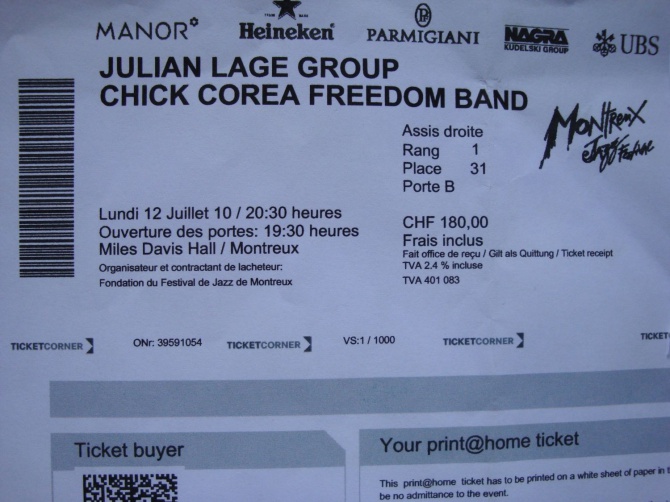 MANOR
Heineken
PARMIGIANI
NAGRA
KUDELSKI GROUP
UBS
JULIAN LAGE GROUP
CHICK COREA FREEDOM BAND
Montreux
Jazz Festival
Assis droite
Rang 1
Place 31
Porte B
Lundi 12 Juillet 10 / 20:30 heures
Ouverture des portes: 19:30 heures
Miles Davis Hall / Montreux
Organisateur et contractant de lacheteur:
Fondation du Festival de Jazz de Montreux
CHF 180,00
Frais inclus
Fait office de reçu / Gilt als Quittung / Ticket receipt
TVA 2.4 % incluse
TVA 401 083
TICKETCORNER ONr: 39591054 TICKETCORNER VS:1 / 1000 TICKETCORNER TICKET
Ticket buyer
Your print@home ticket
This print@home ticket has to be printed on a white sheet of paper in
be no admittance to the event.